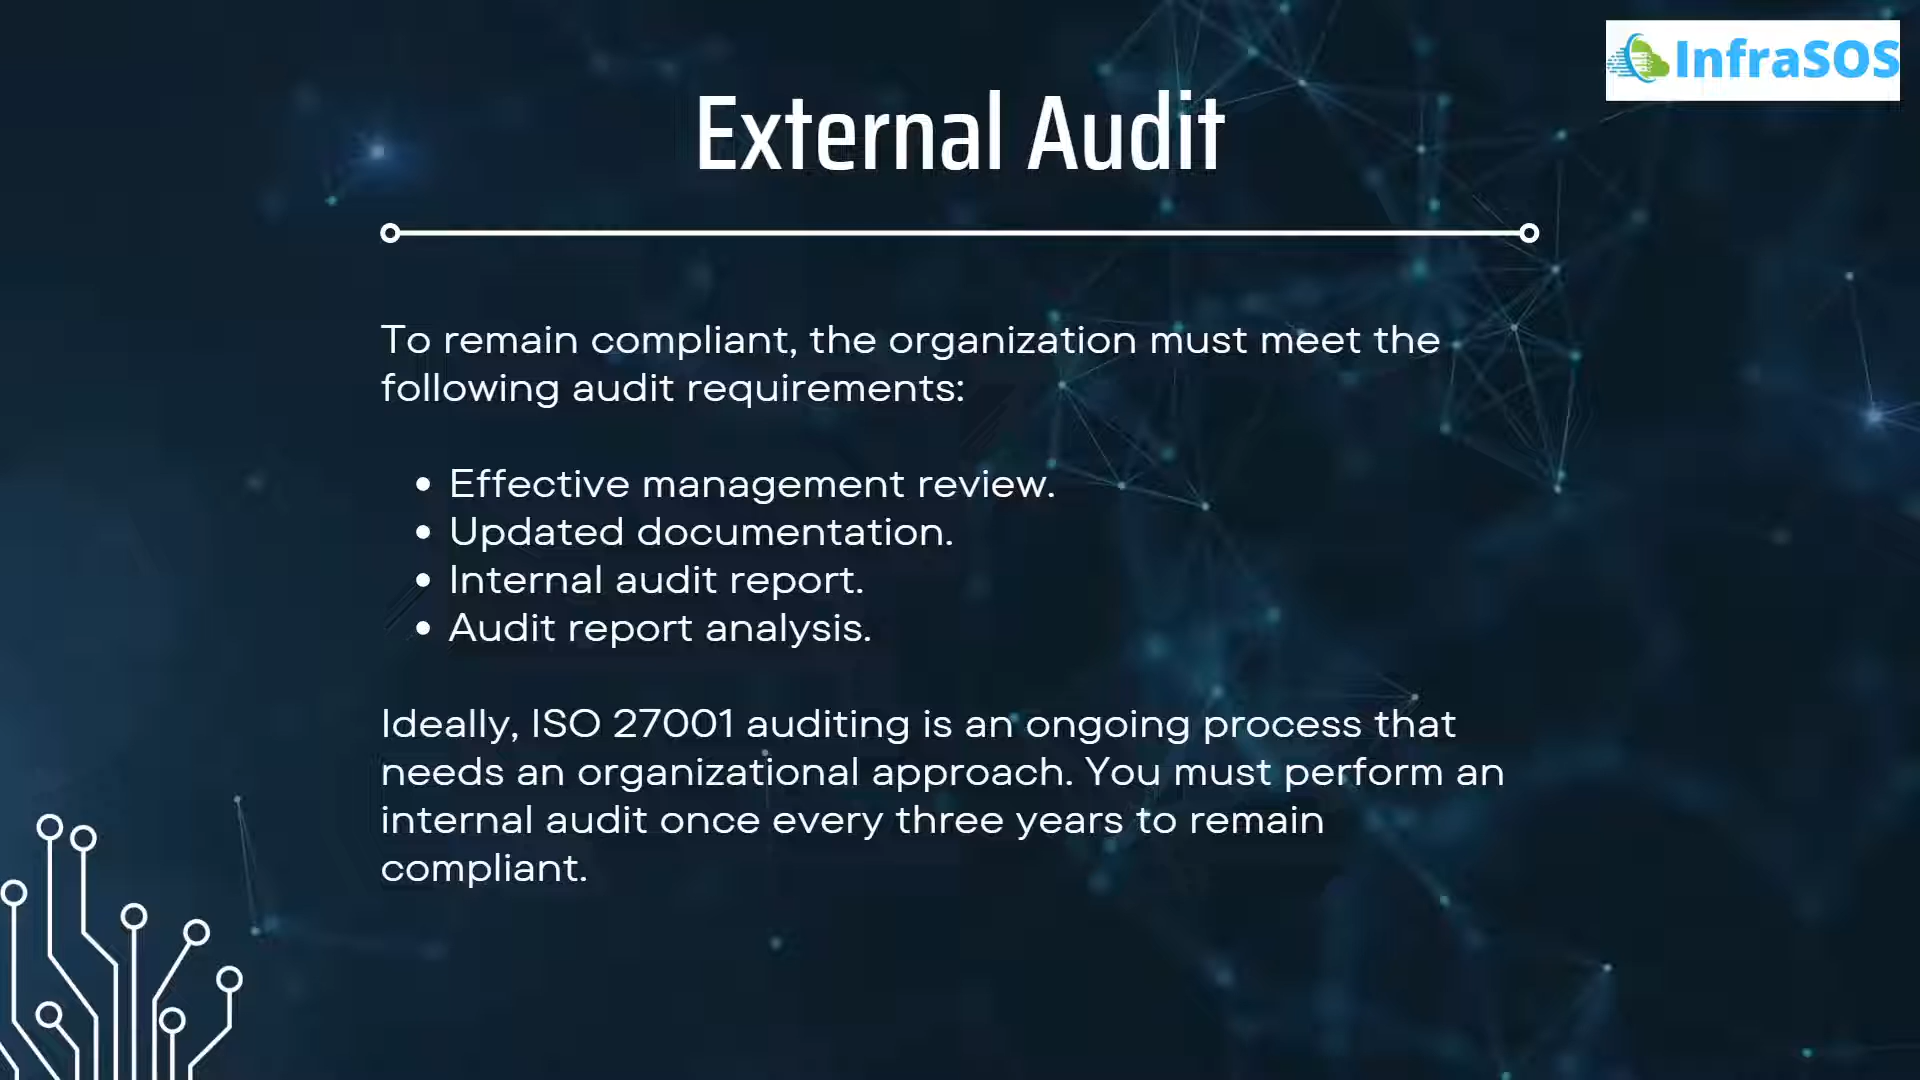 InfraSOS
External Audit
To remain compliant, the organization must meet the
following audit requirements:
• Effective management review.
• Updated documentation.
• Internal audit report.
• Audit report analysis.
Ideally, ISO 27001 auditing is an ongoing process that
needs an organizational approach. You must perform an
internal audit once every three years to remain
compliant.